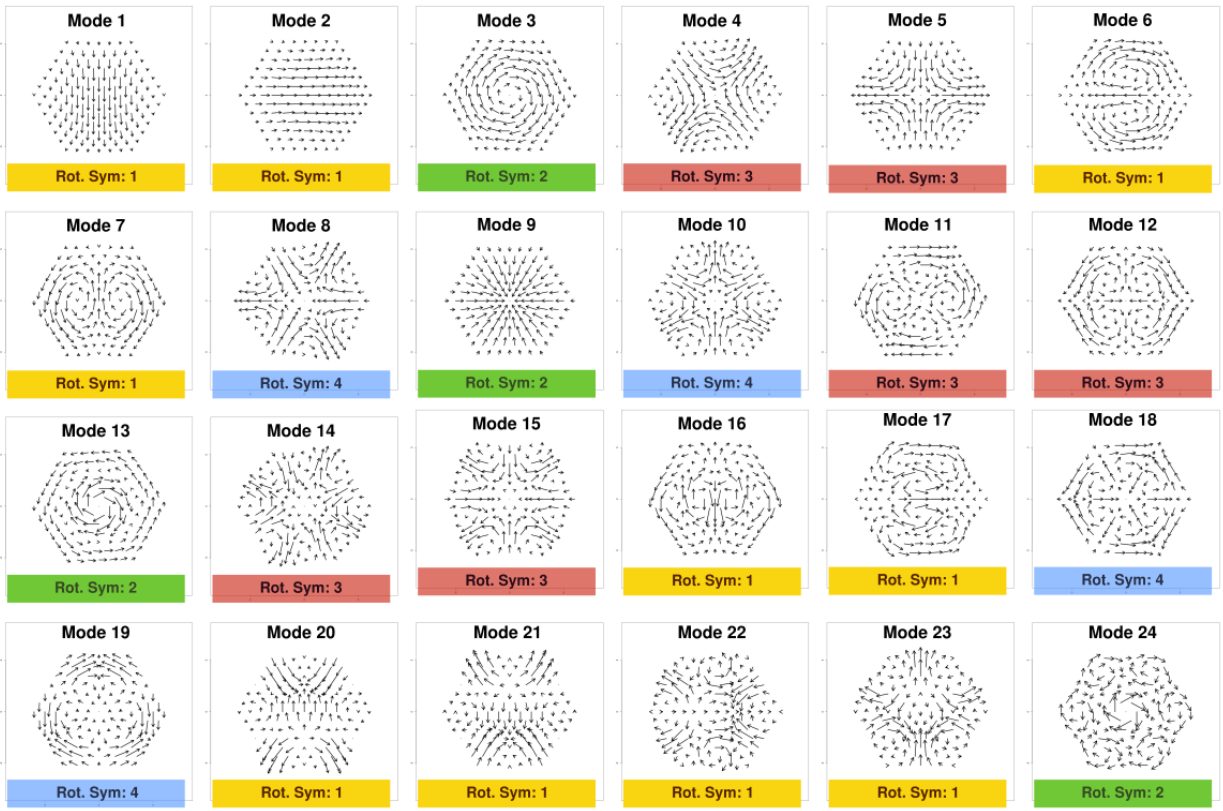 Mode 1 Mode 2 Mode 3 Mode 4 Mode 5 Mode 6
Rot. Sym: 1 Rot. Sym: 1 Rot. Sym: 2 Rot. Sym: 3 Rot. Sym: 3 Rot. Sym: 1
Mode 7 Mode 8 Mode 9 Mode 10 Mode 11 Mode 12
Rot. Sym: 1 Rot. Sym: 4 Rot. Sym: 2 Rot. Sym: 4 Rot. Sym: 3 Rot. Sym: 3
Mode 13 Mode 14 Mode 15 Mode 16 Mode 17 Mode 18
Rot. Sym: 2 Rot. Sym: 3 Rot. Sym: 3 Rot. Sym: 1 Rot. Sym: 1 Rot. Sym: 4
Mode 19 Mode 20 Mode 21 Mode 22 Mode 23 Mode 24
Rot. Sym: 4 Rot. Sym: 1 Rot. Sym: 1 Rot. Sym: 1 Rot. Sym: 1 Rot. Sym: 2